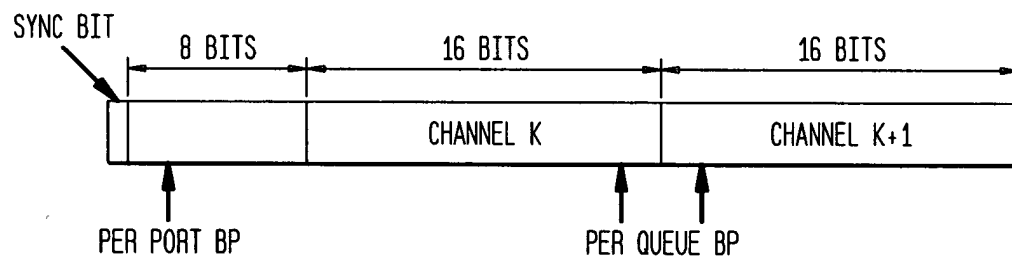 SYNC BIT
8 BITS
16 BITS
16 BITS
CHANNEL K
CHANNEL K+1
PER PORT BP
PER QUEUE BP